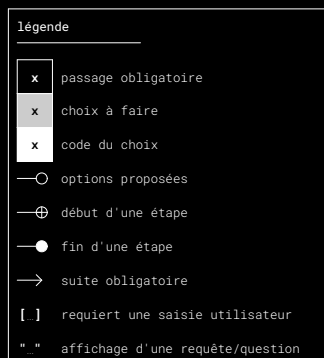 légende
x passage obligatoire
x choix à faire
x code du choix
options proposées
début d'une étape
fin d'une étape
suite obligatoire
[…] requiert une saisie utilisateur
"…" affichage d'une requête/question